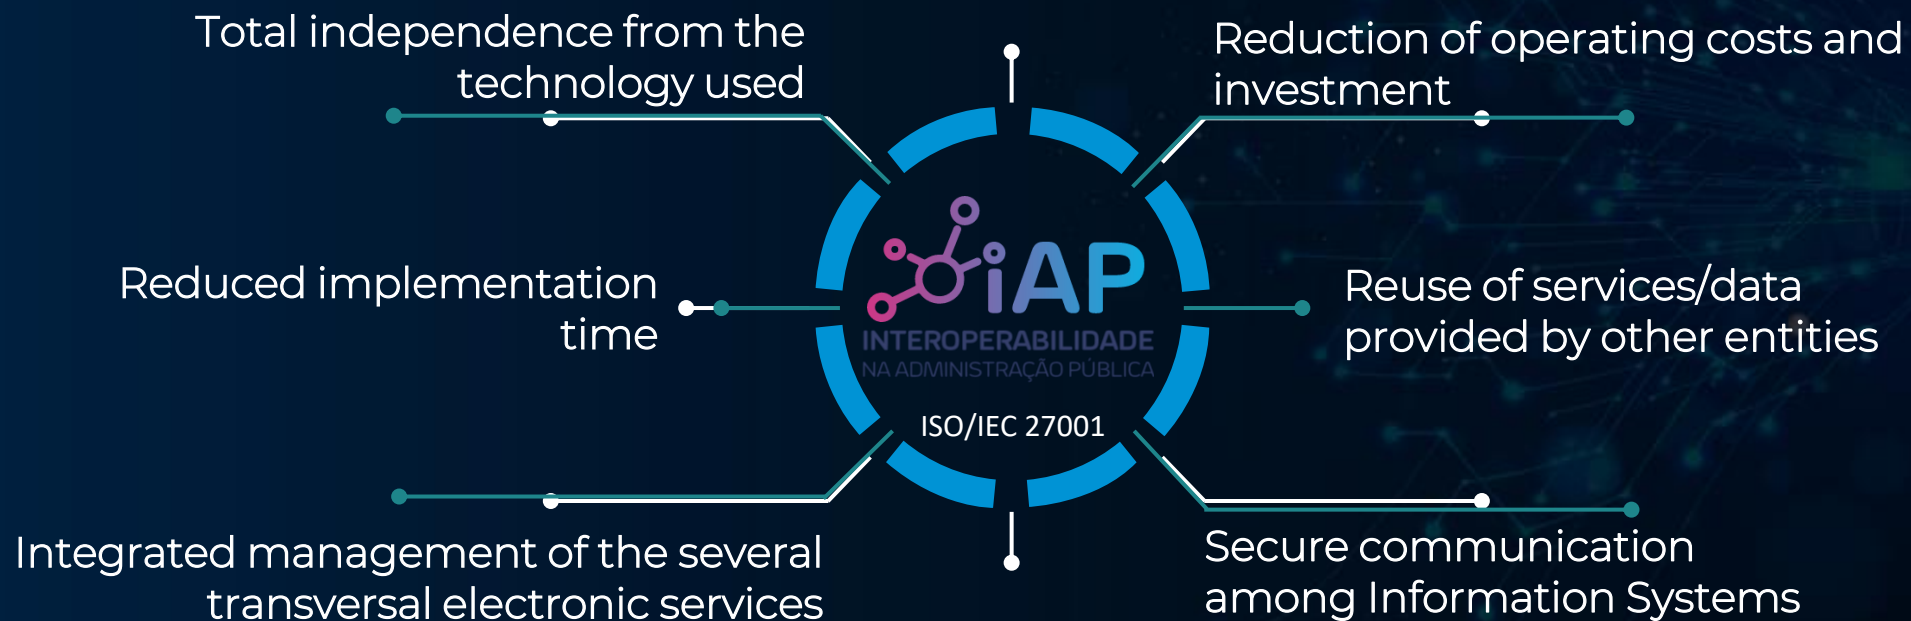 Total independence from the
technology used
Reduction of operating costs and
investment
Reduced implementation
time
iAP
INTEROPERABILIDADE
NA ADMINISTRAÇÃO PÚBLICA
ISO/IEC 27001
Reuse of services/data
provided by other entities
Integrated management of the several
transversal electronic services
Secure communication
among Information Systems